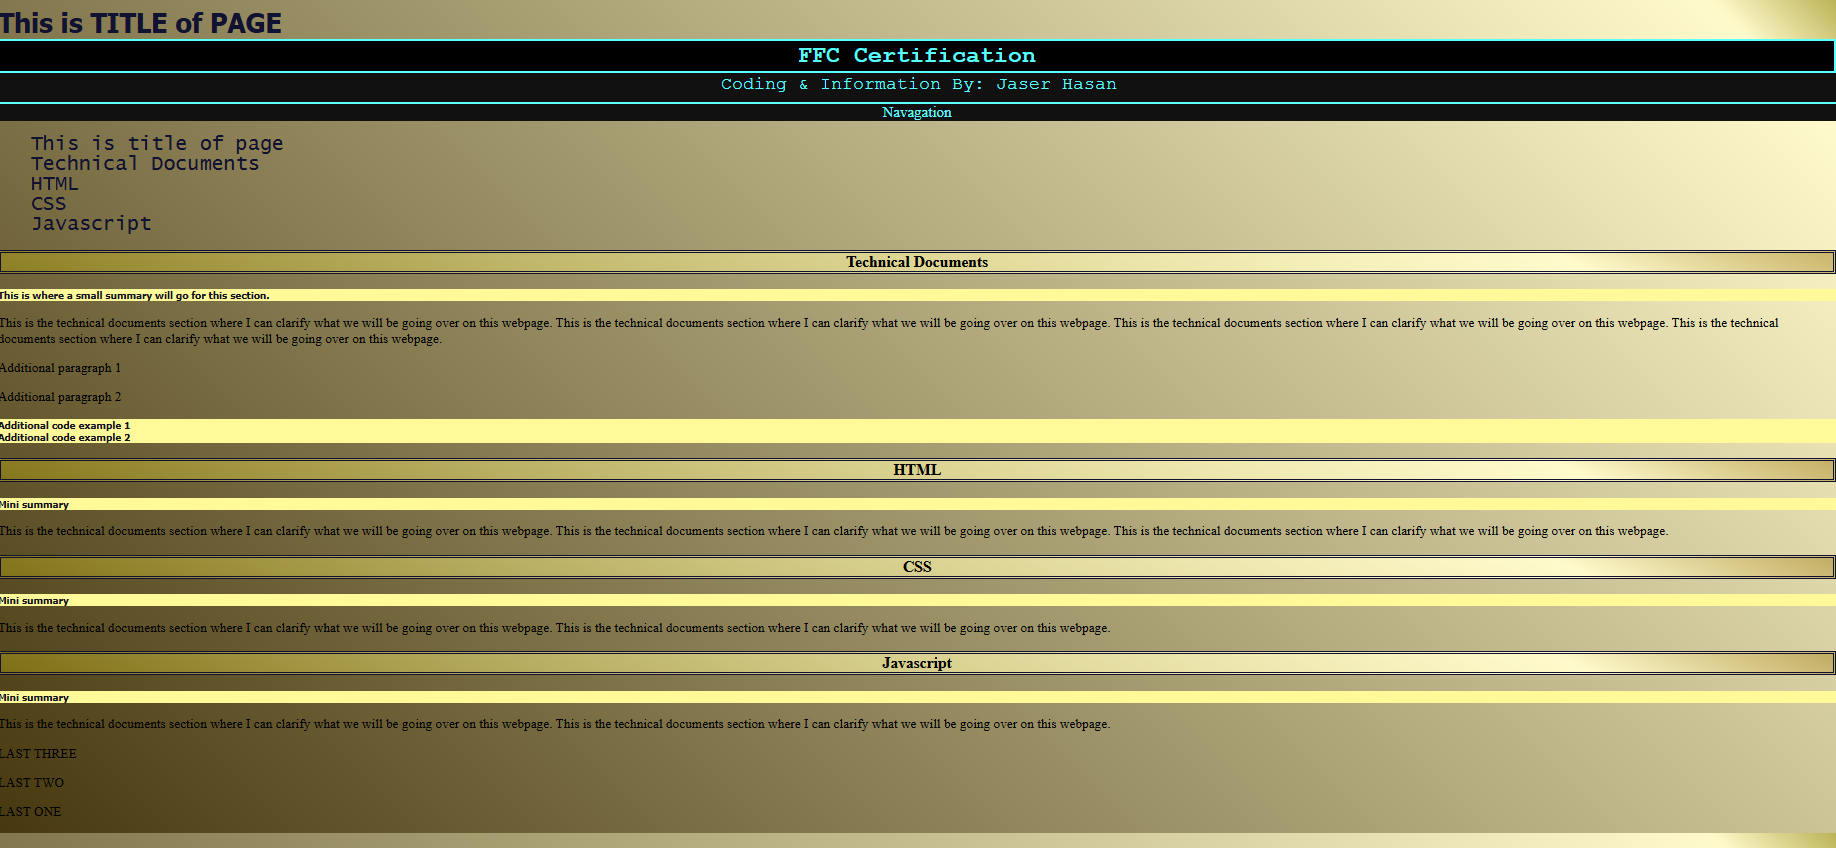 This is TITLE of PAGE
FFC Certification
Coding & Information By: Jaser Hasan
Navagation
This is title of page
Technical Documents
HTML
CSS
Javascript
Technical Documents
This is where a small summary will go for this section.
This is the technical documents section where I can clarify what we will be going over on this webpage. This is the technical documents section where I can clarify what we will be going over on this webpage. This is the technical documents section where I can clarify what we will be going over on this webpage. This is the technical
documents section where I can clarify what we will be going over on this webpage.
Additional paragraph 1
Additional paragraph 2
Additional code example 1
Additional code example 2
HTML
Mini summary
This is the technical documents section where I can clarify what we will be going over on this webpage. This is the technical documents section where I can clarify what we will be going over on this webpage. This is the technical documents section where I can clarify what we will be going over on this webpage.
CSS
Mini summary
This is the technical documents section where I can clarify what we will be going over on this webpage. This is the technical documents section where I can clarify what we will be going over on this webpage.
Javascript
Mini summary
This is the technical documents section where I can clarify what we will be going over on this webpage. This is the technical documents section where I can clarify what we will be going over on this webpage.
LAST THREE
LAST TWO
LAST ONE